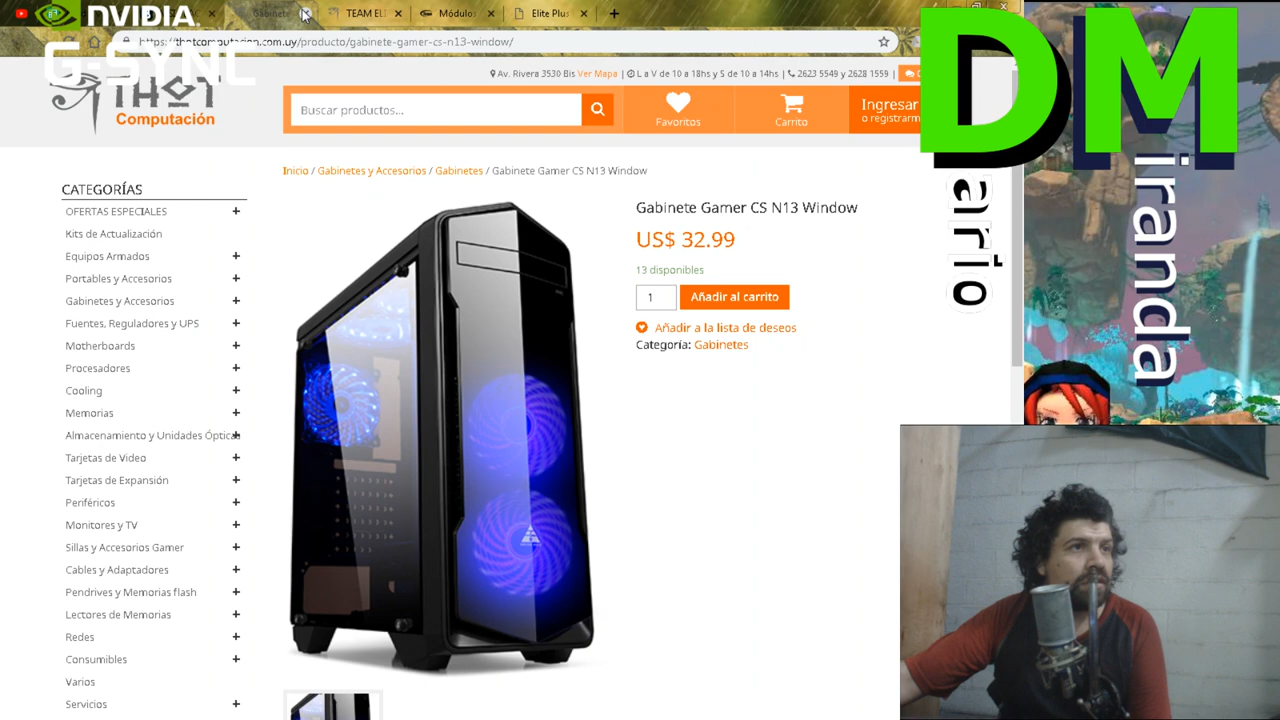 NVIDIA.
G-SYNC
TEAM ELI
Módulos
Elite Plus
https://thotcomputacion.com.uy/producto/gabinete-gamer-cs-n13-window/
THOT
Computación
Av. Rivera 3530 Bis Ver Mapa | L a V de 10 a 18hs y S de 10 a 14hs | 2623 5549 y 2628 1559 |
Buscar productos...
Favoritos
Carrito
Ingresar
o registrarm
DM
ario
iranda
Inicio / Gabinetes y Accesorios / Gabinetes / Gabinete Gamer CS N13 Window
CATEGORÍAS
OFERTAS ESPECIALES +
Kits de Actualización
Equipos Armados +
Portables y Accesorios +
Gabinetes y Accesorios +
Fuentes, Reguladores y UPS +
Motherboards +
Procesadores +
Cooling +
Memorias +
Almacenamiento y Unidades Ópticas +
Tarjetas de Video +
Tarjetas de Expansión +
Periféricos +
Monitores y TV +
Sillas y Accesorios Gamer +
Cables y Adaptadores +
Pendrives y Memorias flash +
Lectores de Memorias +
Redes +
Consumibles +
Varios
Servicios +
Gabinete Gamer CS N13 Window
US$ 32.99
13 disponibles
1
Añadir al carrito
Añadir a la lista de deseos
Categoría: Gabinetes